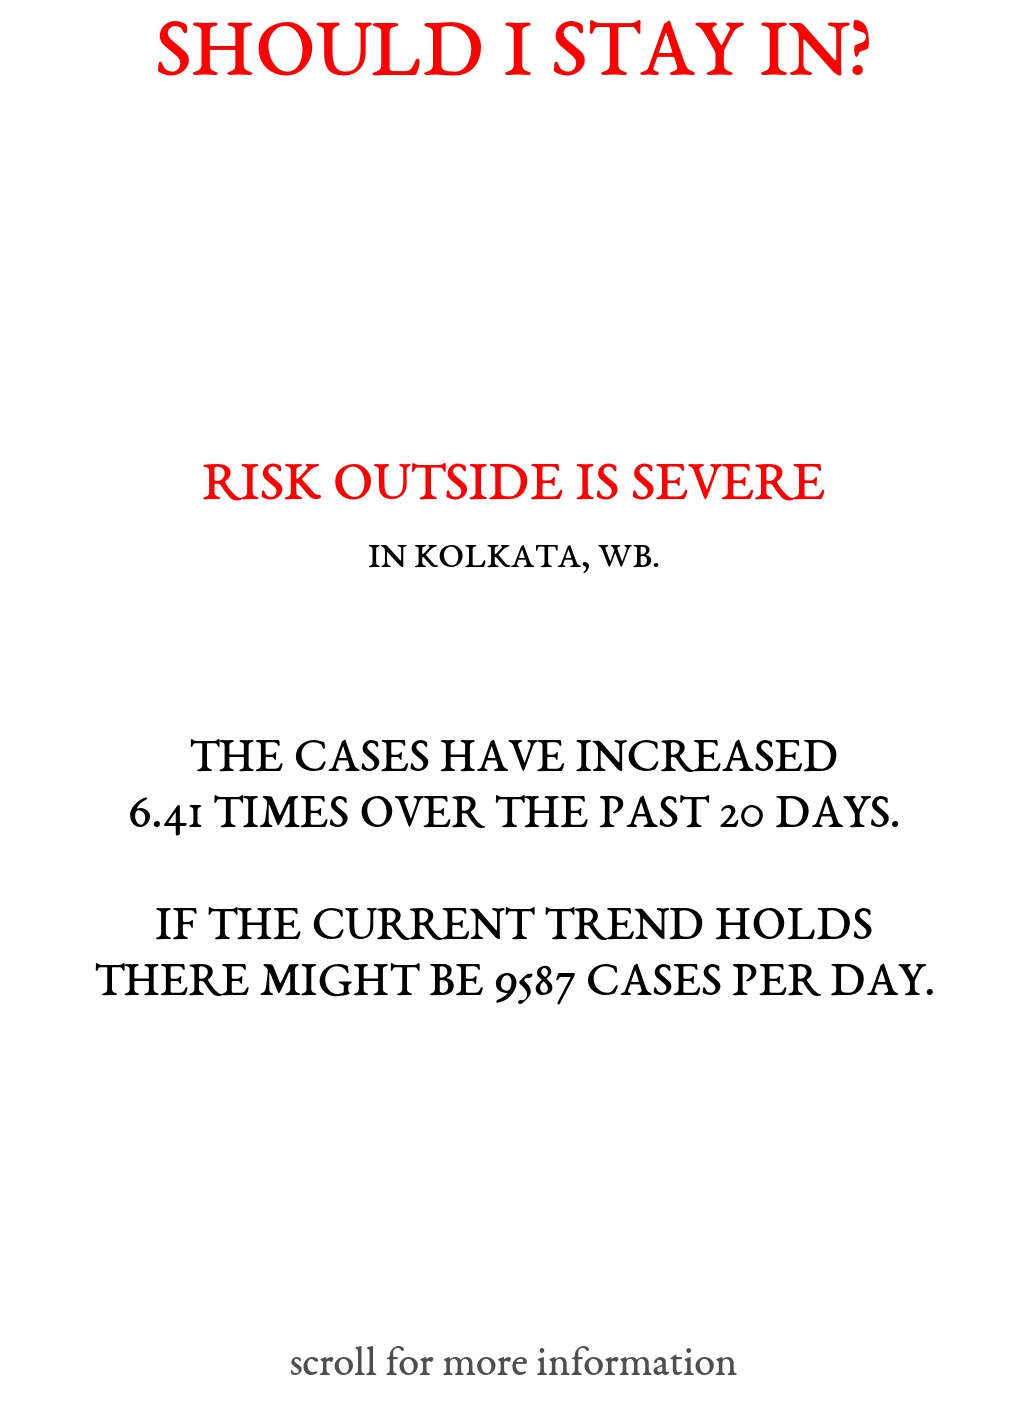 SHOULD I STAY IN?
RISK OUTSIDE IS SEVERE
IN KOLKATA, WB.
THE CASES HAVE INCREASED
6.41 TIMES OVER THE PAST 20 DAYS.
IF THE CURRENT TREND HOLDS
THERE MIGHT BE 9587 CASES PER DAY.
scroll for more information